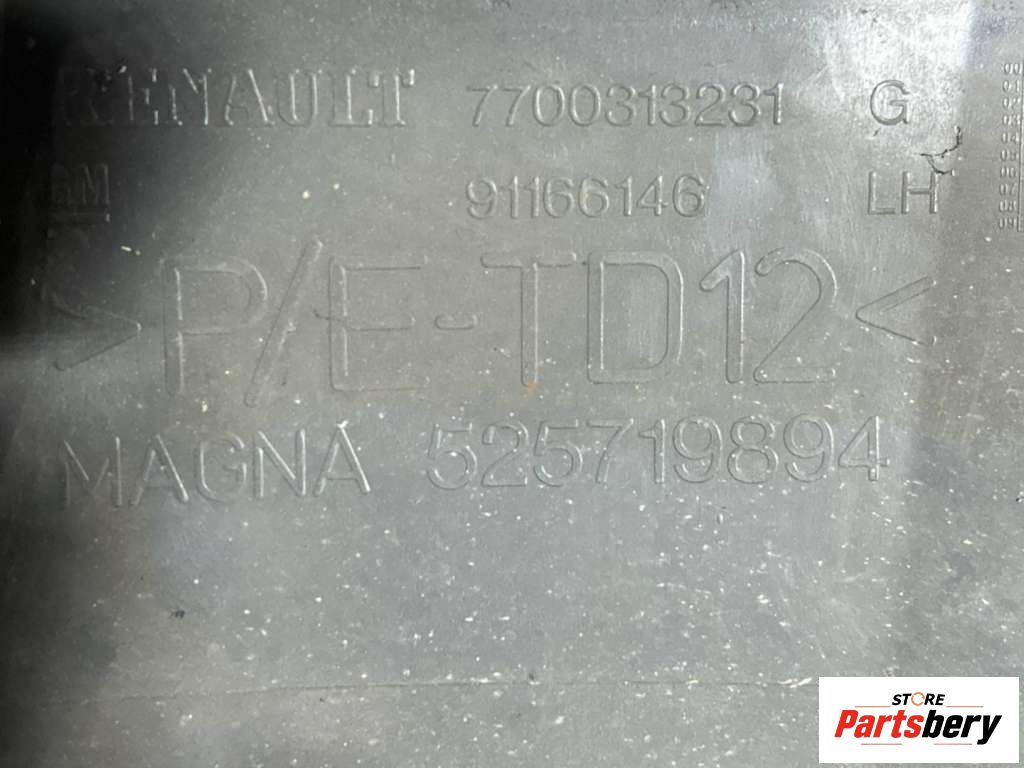 RENAULT 7700313231 G
GM 91166146 LH
>P/E-TD12<
MAGNA 525719894
STORE
Partsbery